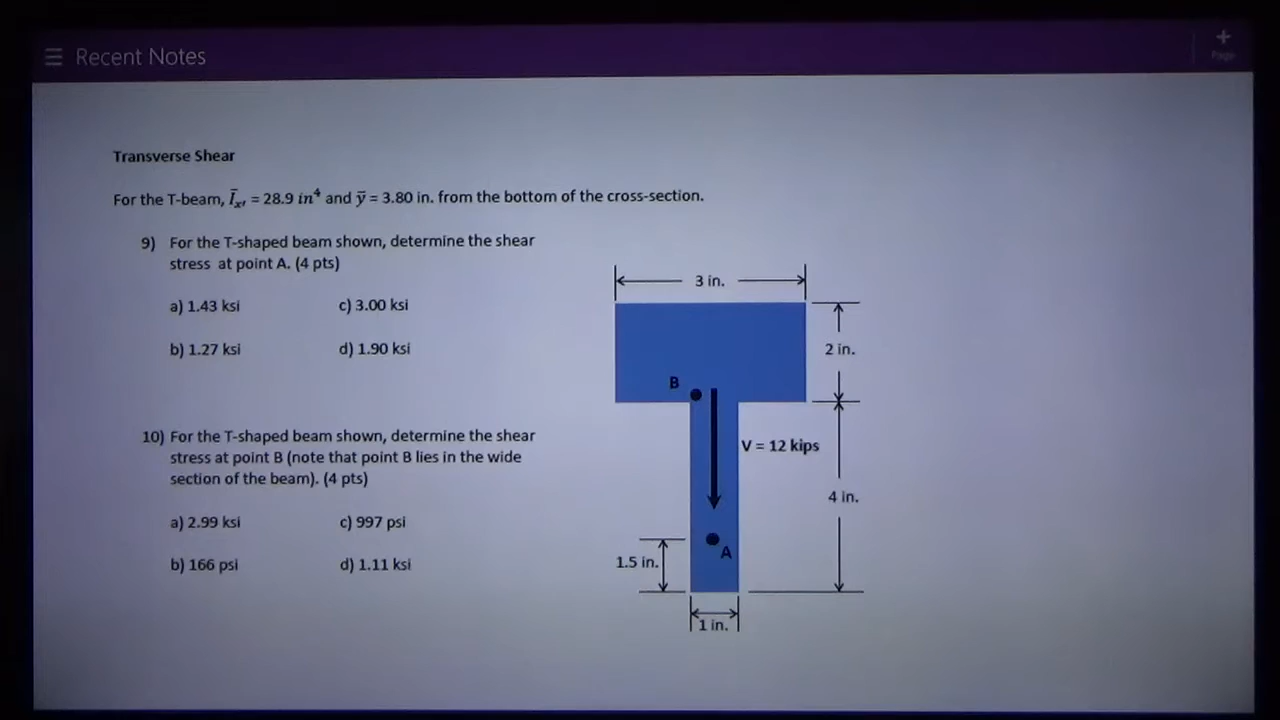 Recent Notes
Page
Transverse Shear
For the T-beam, Īx′ = 28.9 in⁴ and ȳ = 3.80 in. from the bottom of the cross-section.
9) For the T-shaped beam shown, determine the shear
stress at point A. (4 pts)
a) 1.43 ksi c) 3.00 ksi
b) 1.27 ksi d) 1.90 ksi
10) For the T-shaped beam shown, determine the shear
stress at point B (note that point B lies in the wide
section of the beam). (4 pts)
a) 2.99 ksi c) 997 psi
b) 166 psi d) 1.11 ksi
3 in.
2 in.
B
V = 12 kips
4 in.
A
1.5 in.
1 in.